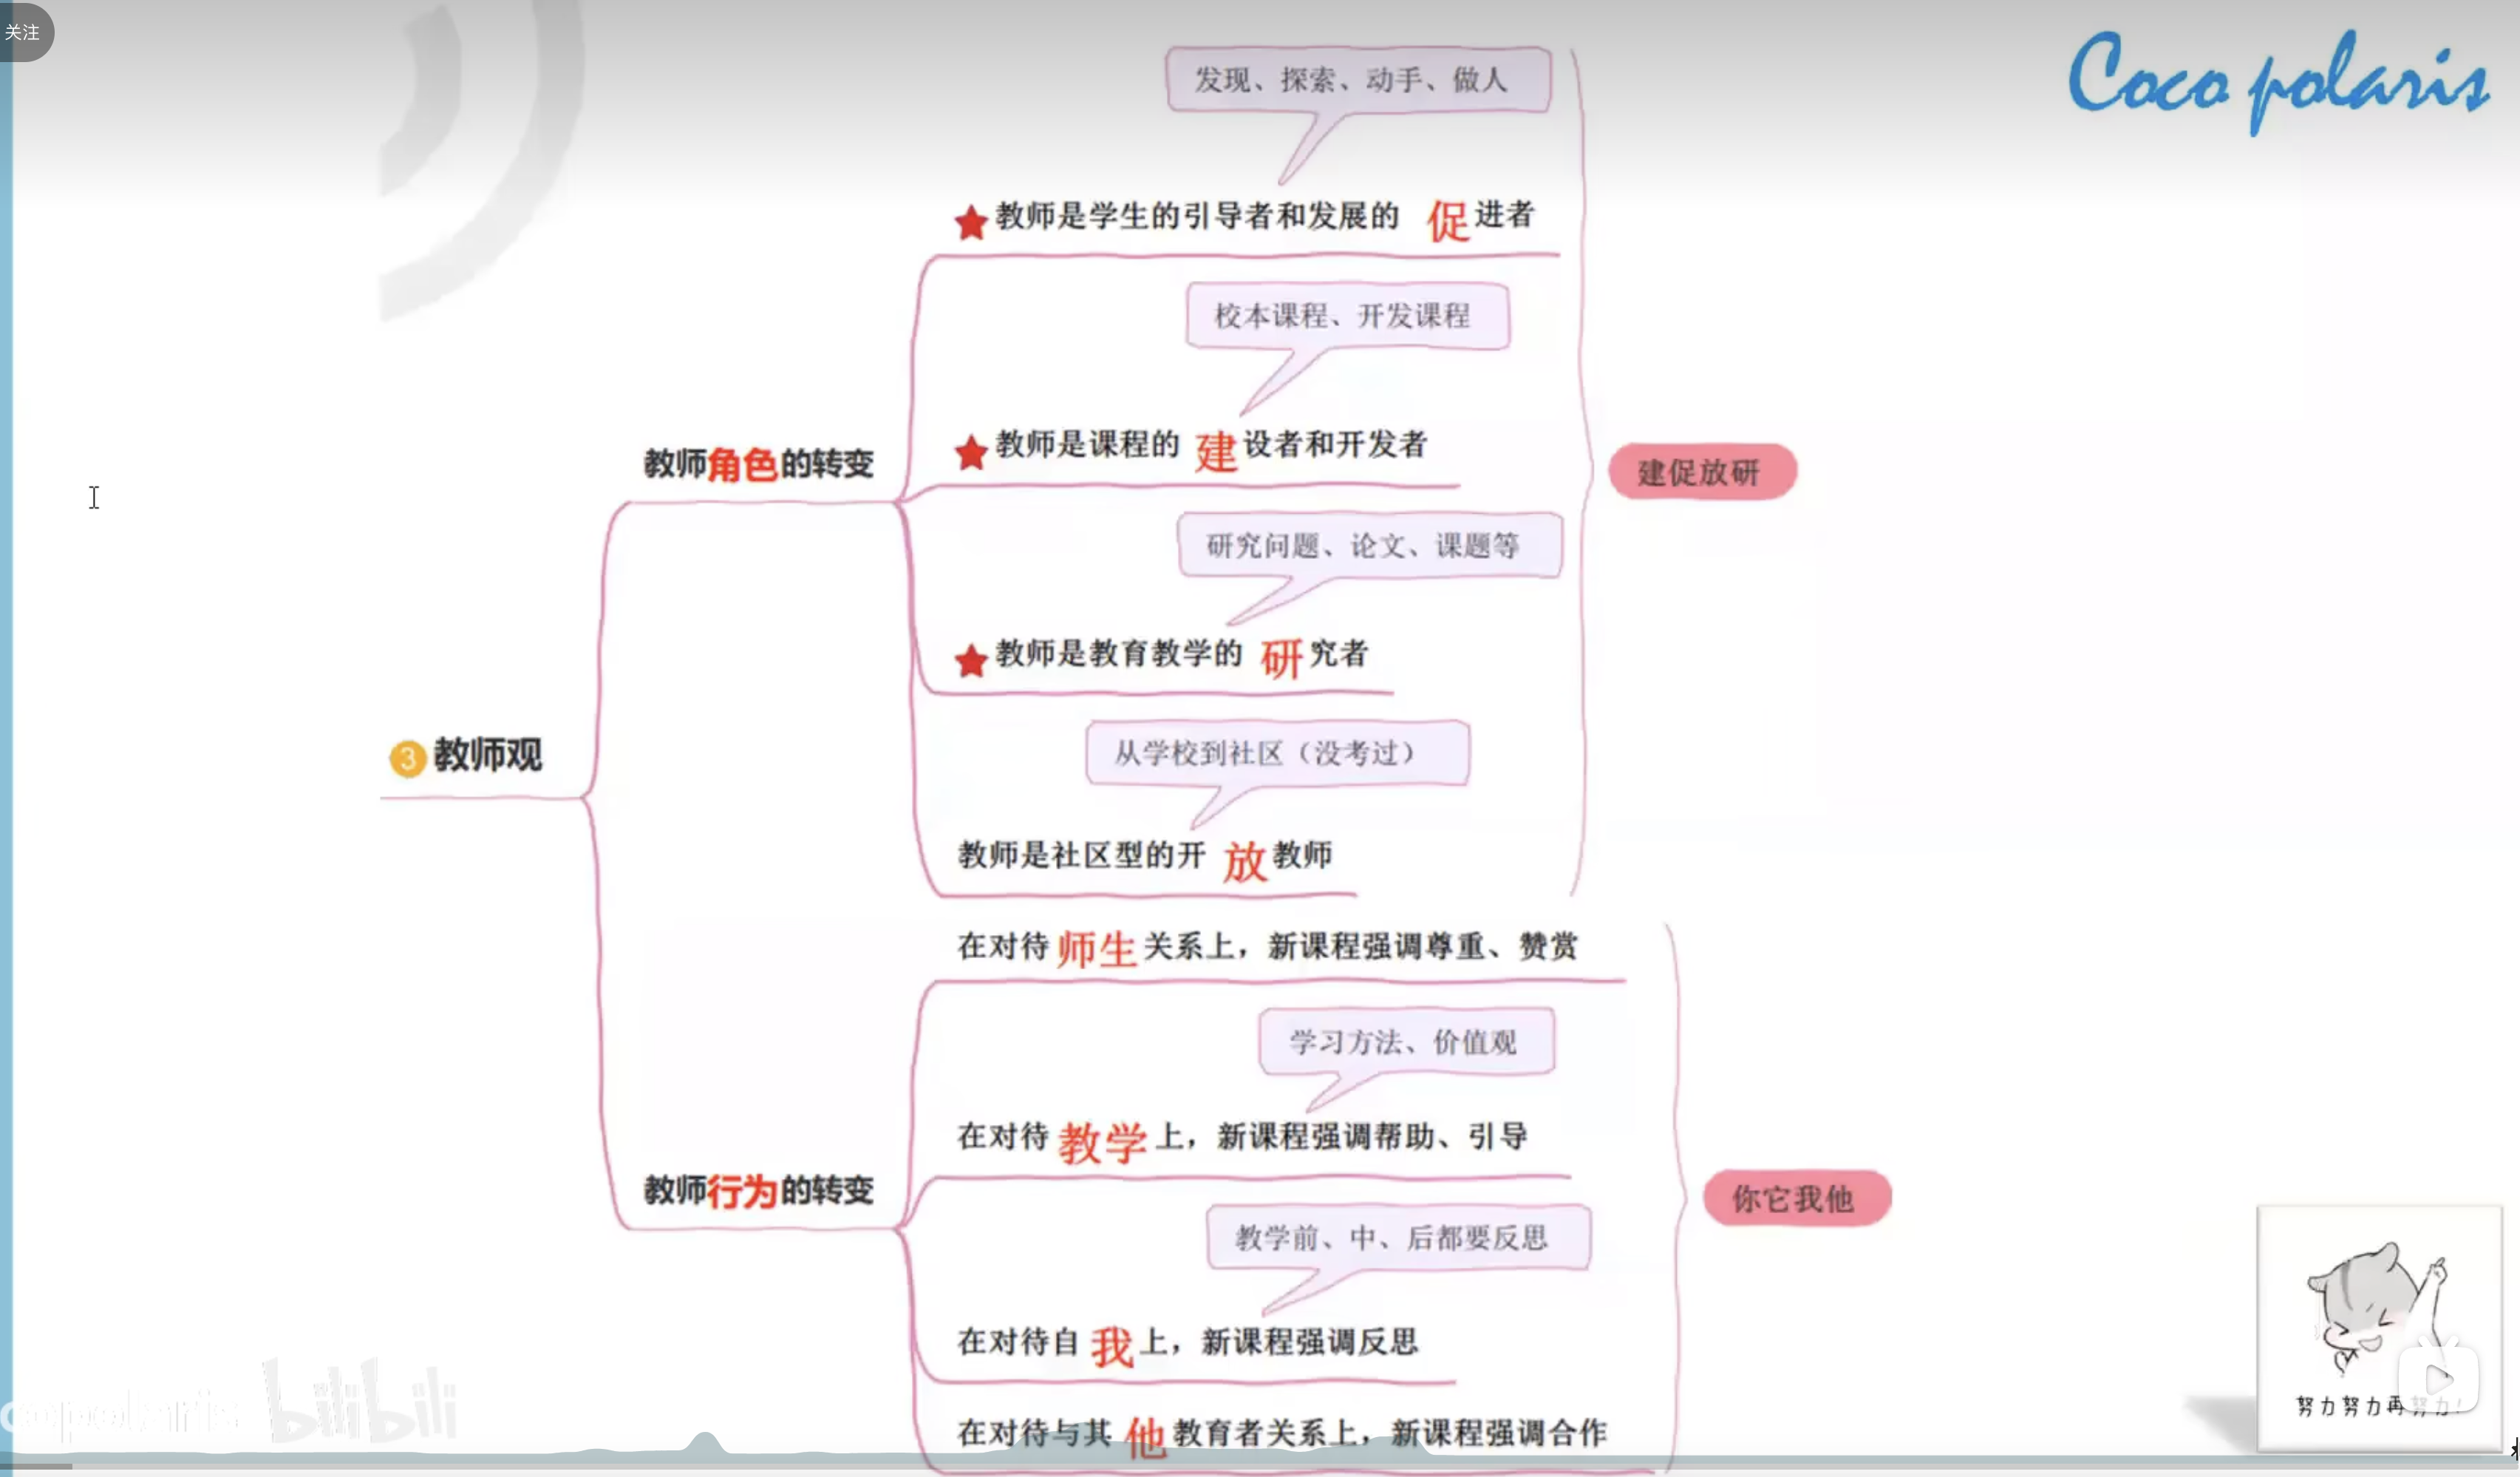 关注
Coco polaris
发现、探索、动手、做人
★教师是学生的引导者和发展的 促进者
校本课程、开发课程
★教师是课程的 建设者和开发者
教师角色的转变
建促放研
研究问题、论文、课题等
★教师是教育教学的 研究者
③ 教师观
从学校到社区（没考过）
教师是社区型的开 放教师
在对待师生关系上，新课程强调尊重、赞赏
学习方法、价值观
在对待教学上，新课程强调帮助、引导
教师行为的转变
你它我他
教学前、中、后都要反思
在对待自我上，新课程强调反思
努力努力再努力!
copolaris bilibili
在对待与其他教育者关系上，新课程强调合作